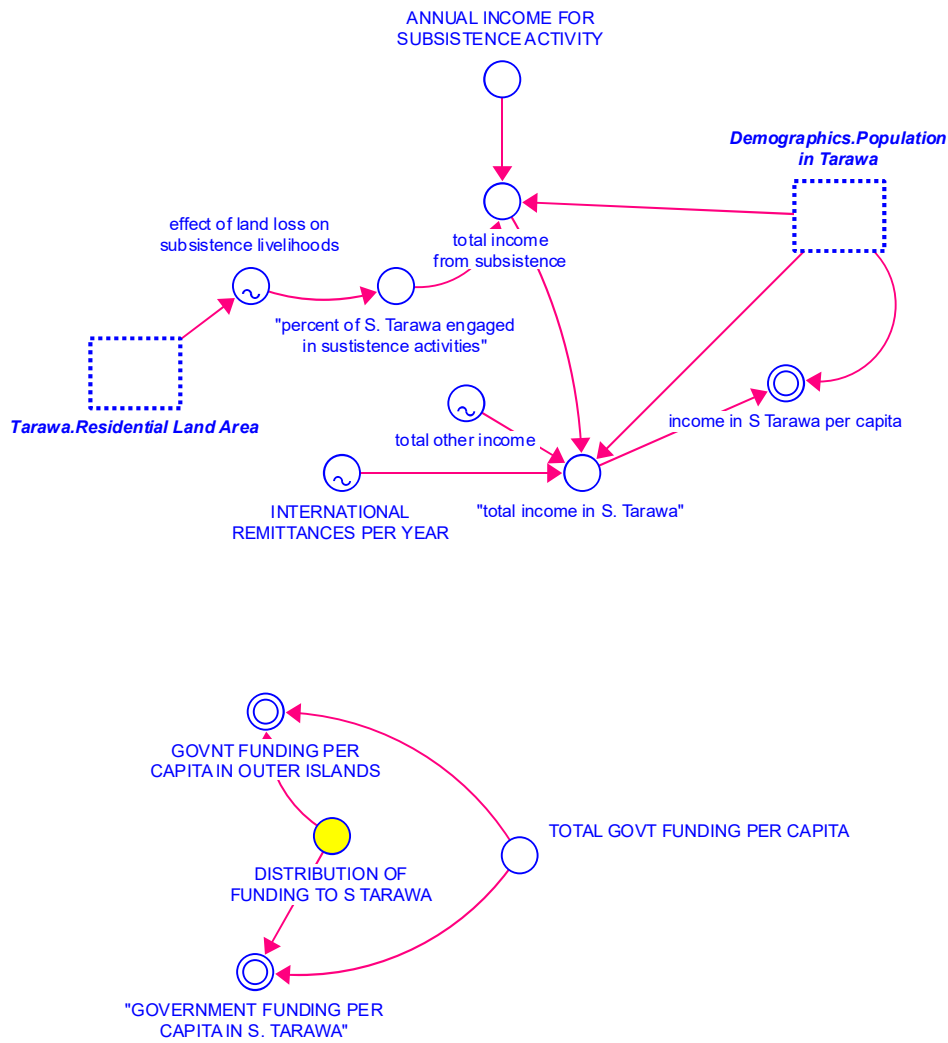 ANNUAL INCOME FOR
SUBSISTENCE ACTIVITY
Demographics.Population
in Tarawa
effect of land loss on
subsistence livelihoods
total income
from subsistence
"percent of S. Tarawa engaged
in sustistence activities"
Tarawa.Residential Land Area
total other income
income in S Tarawa per capita
INTERNATIONAL
REMITTANCES PER YEAR
"total income in S. Tarawa"
GOVNT FUNDING PER
CAPITA IN OUTER ISLANDS
TOTAL GOVT FUNDING PER CAPITA
DISTRIBUTION OF
FUNDING TO S TARAWA
"GOVERNMENT FUNDING PER
CAPITA IN S. TARAWA"